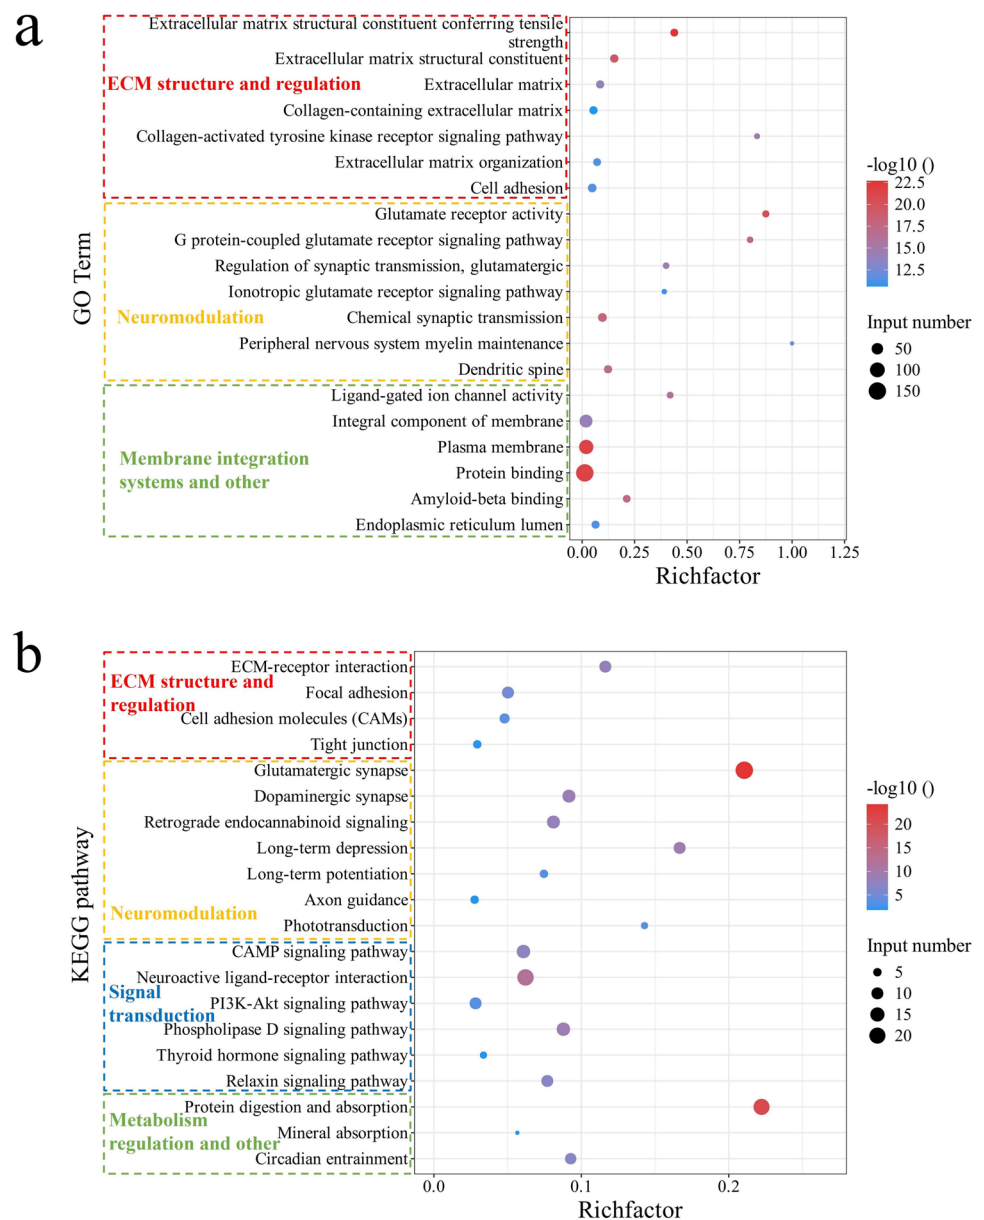 a
Extracellular matrix structural constituent conferring tensile
strength
Extracellular matrix structural constituent
ECM structure and regulation
Extracellular matrix
Collagen-containing extracellular matrix
Collagen-activated tyrosine kinase receptor signaling pathway
Extracellular matrix organization
Cell adhesion
Glutamate receptor activity
G protein-coupled glutamate receptor signaling pathway
Regulation of synaptic transmission, glutamatergic
Ionotropic glutamate receptor signaling pathway
Neuromodulation
Chemical synaptic transmission
Peripheral nervous system myelin maintenance
Dendritic spine
Ligand-gated ion channel activity
Integral component of membrane
Plasma membrane
Membrane integration
systems and other
Protein binding
Amyloid-beta binding
Endoplasmic reticulum lumen
GO Term
0.00 0.25 0.50 0.75 1.00 1.25
Richfactor
-log10 ()
22.5
20.0
17.5
15.0
12.5
Input number
50
100
150
b
ECM-receptor interaction
ECM structure and
regulation
Focal adhesion
Cell adhesion molecules (CAMs)
Tight junction
Glutamatergic synapse
Dopaminergic synapse
Retrograde endocannabinoid signaling
Long-term depression
Long-term potentiation
Axon guidance
Neuromodulation
Phototransduction
CAMP signaling pathway
Neuroactive ligand-receptor interaction
Signal
transduction
PI3K-Akt signaling pathway
Phospholipase D signaling pathway
Thyroid hormone signaling pathway
Relaxin signaling pathway
Protein digestion and absorption
Metabolism
regulation and other
Mineral absorption
Circadian entrainment
KEGG pathway
0.0 0.1 0.2
Richfactor
-log10 ()
20
15
10
5
Input number
5
10
15
20